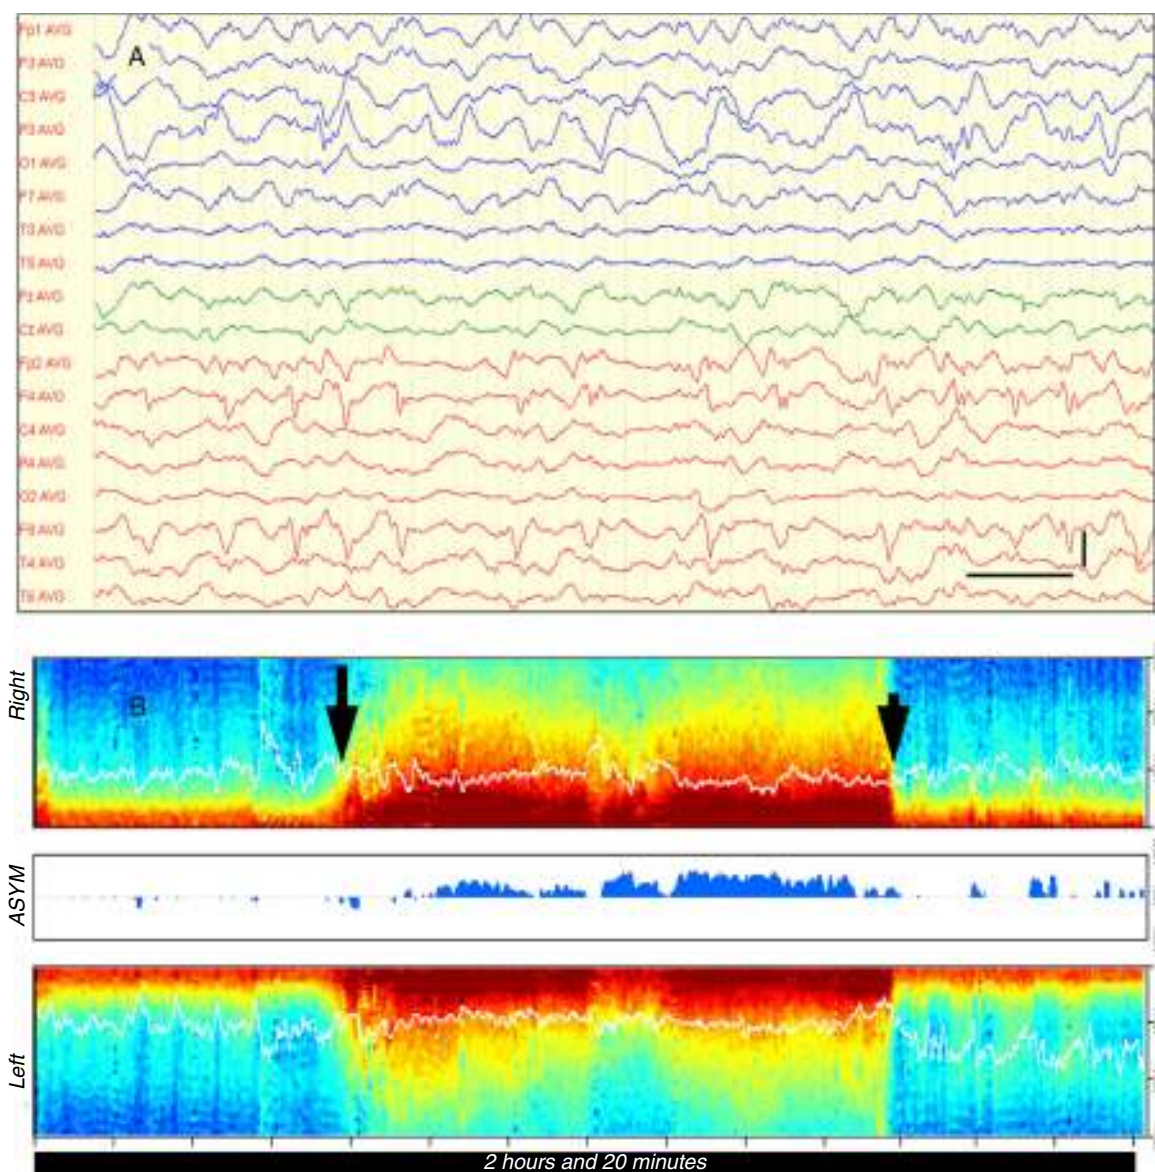 A
Fp1 AVG
F3 AVG
C3 AVG
P3 AVG
O1 AVG
F7 AVG
T3 AVG
T5 AVG
Fz AVG
Cz AVG
Fp2 AVG
F4 AVG
C4 AVG
P4 AVG
O2 AVG
F8 AVG
T4 AVG
T6 AVG
Right
B
ASYM
Left
2 hours and 20 minutes